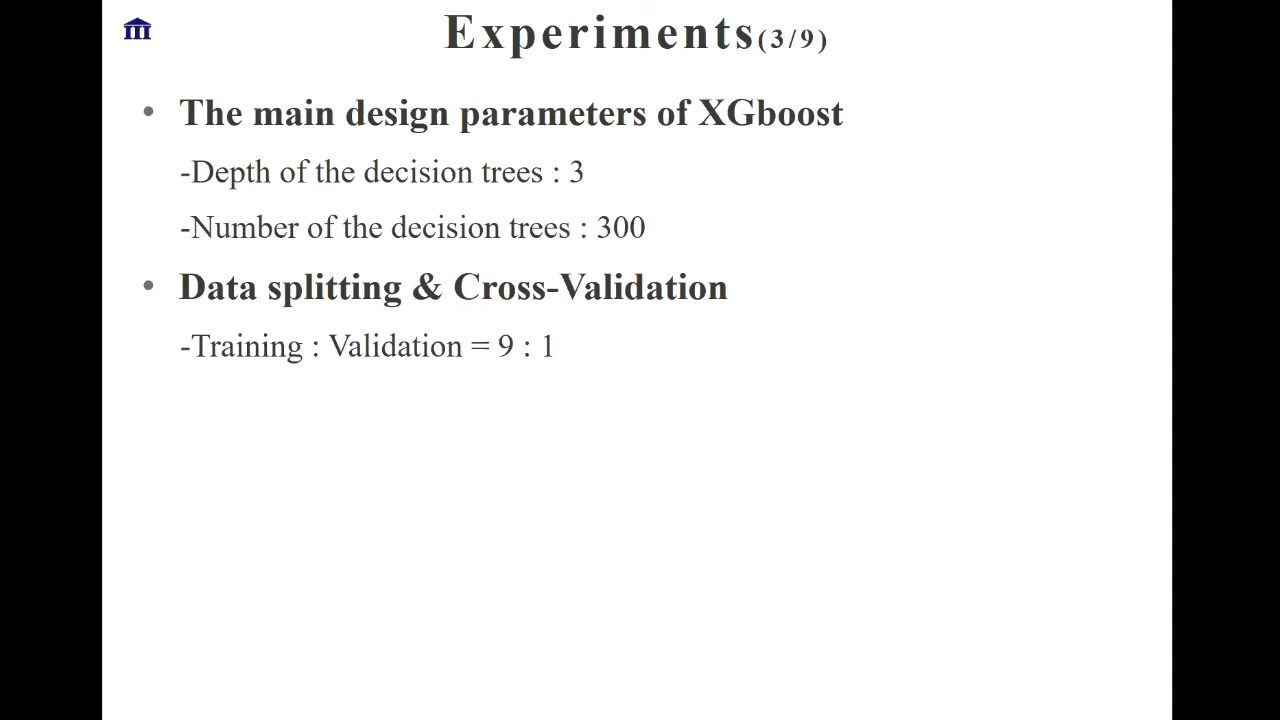 Experiments(3/9)
• The main design parameters of XGboost
-Depth of the decision trees : 3
-Number of the decision trees : 300
• Data splitting & Cross-Validation
-Training : Validation = 9 : 1